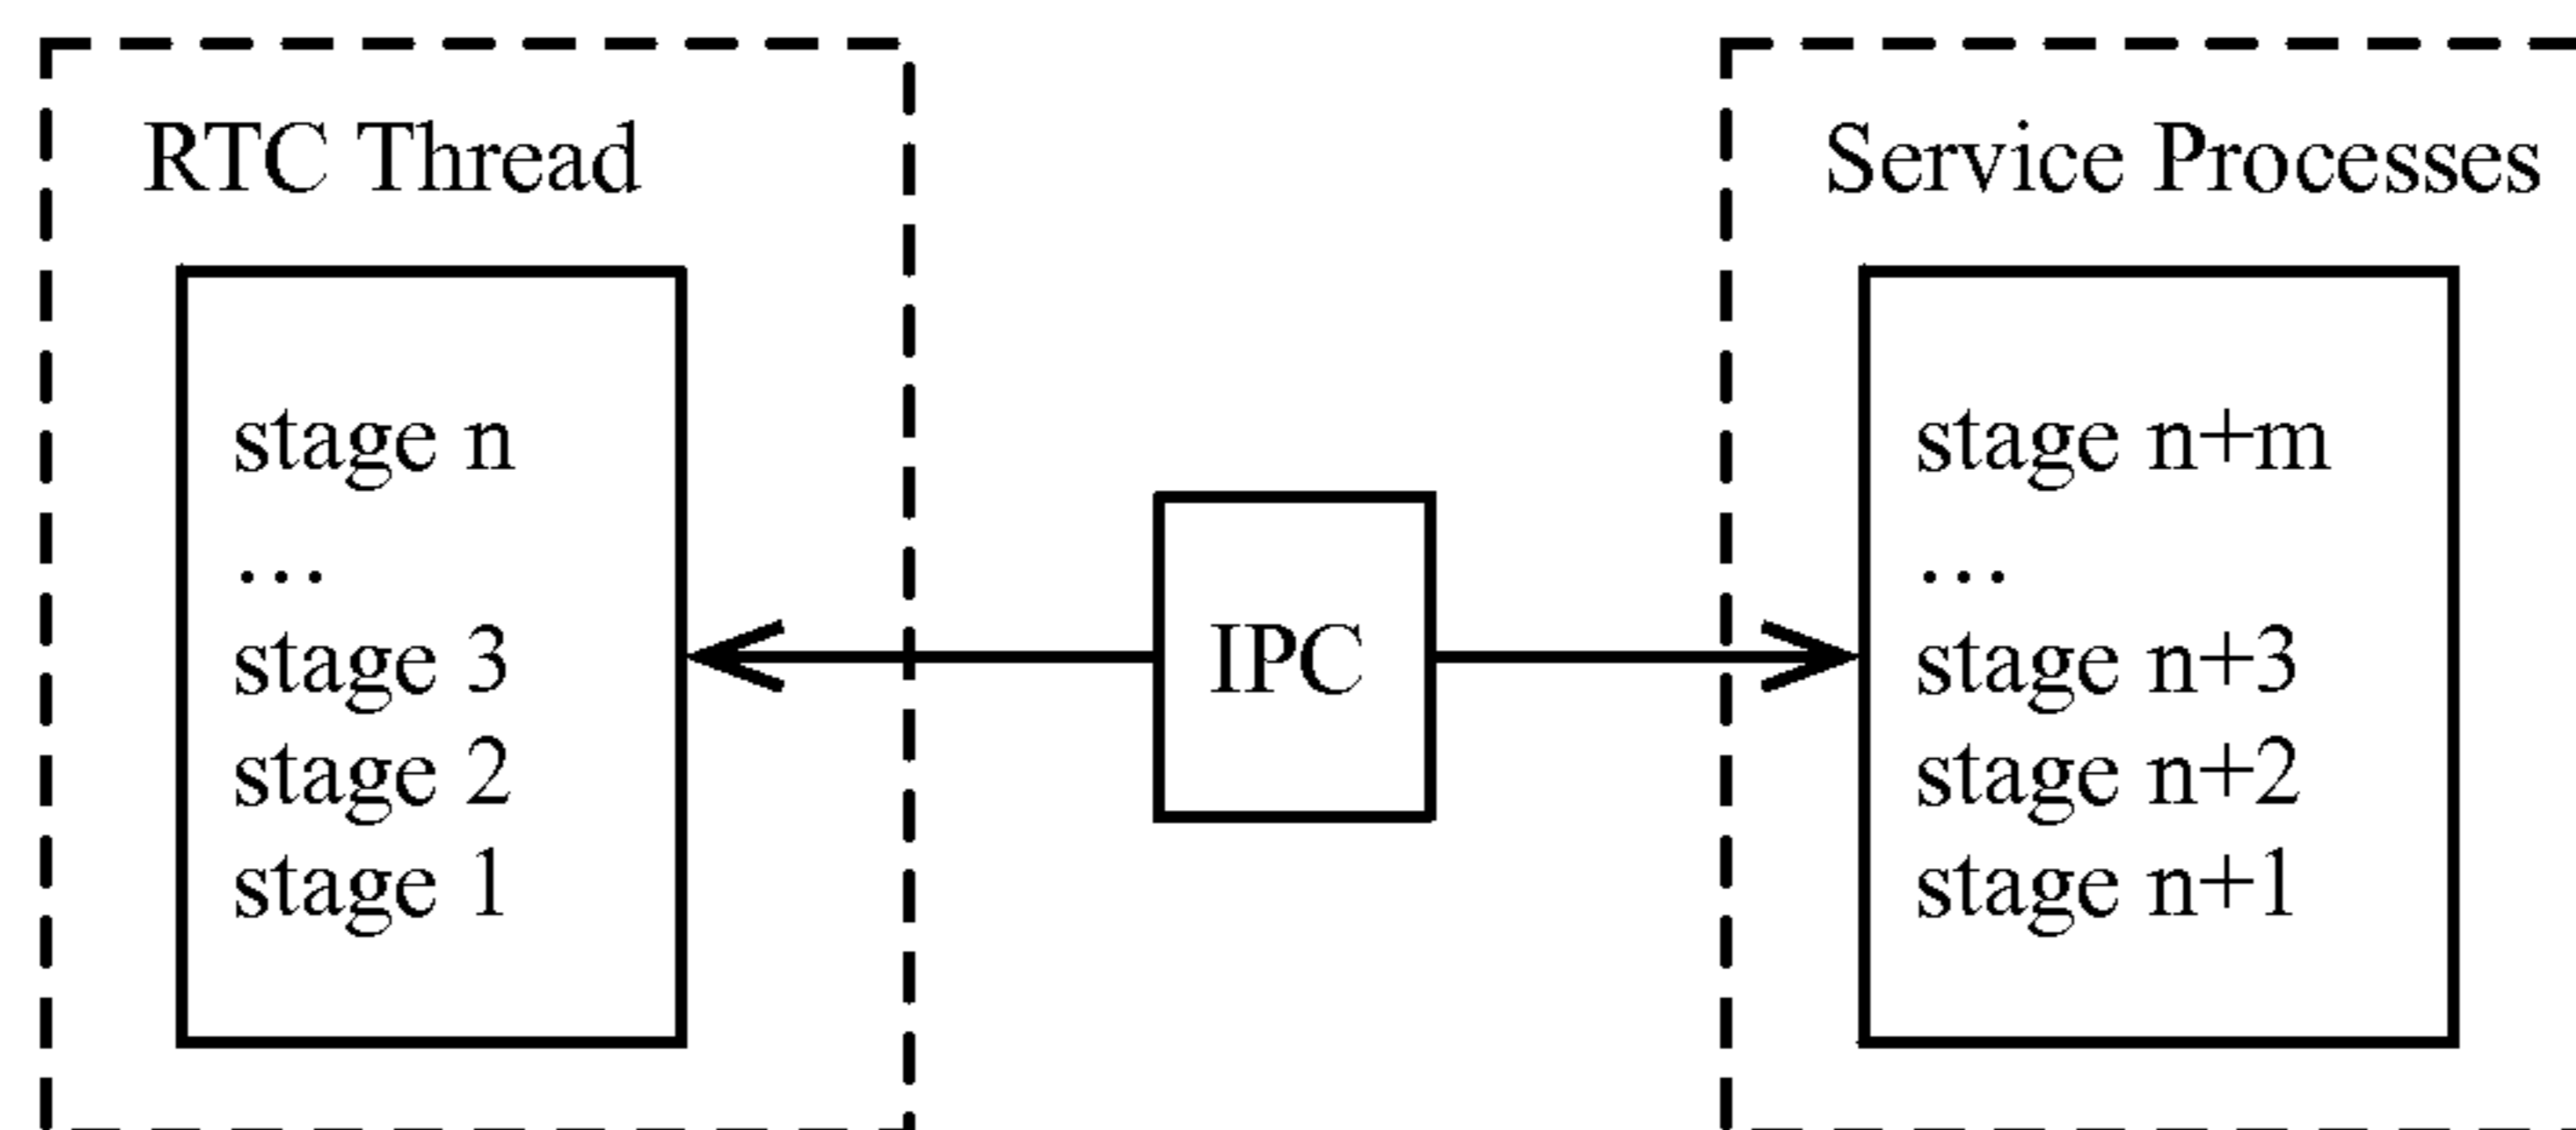 RTC Thread
stage n
...
stage 3
stage 2
stage 1
IPC
Service Processes
stage n+m
...
stage n+3
stage n+2
stage n+1